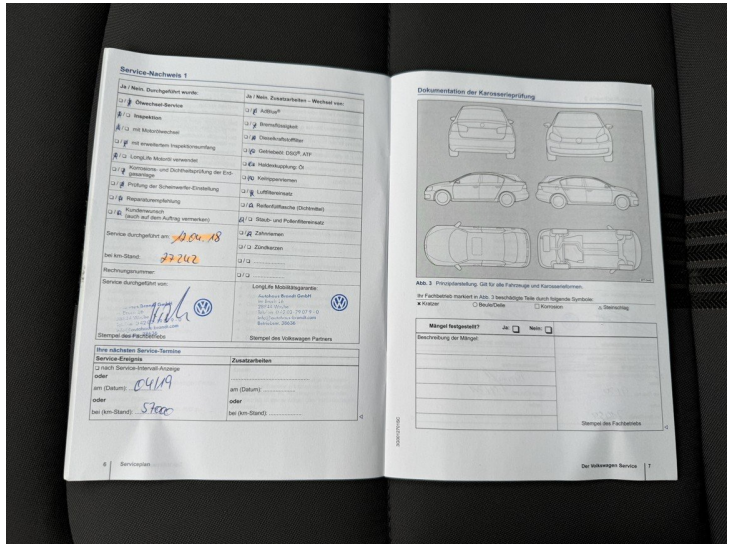 Service-Nachweis 1
Ja / Nein. Durchgeführt wurde:
Ölwechsel-Service
Inspektion
mit Motorölwechsel
mit erweitertem Inspektionsumfang
LongLife Motoröl verwendet
Korrosions- und Dichtheitsprüfung der Erd-
gasanlage
Prüfung der Scheinwerfer-Einstellung
Reparaturempfehlung
Kundenwunsch
(auch auf dem Auftrag vermerken)
Service durchgeführt am: 12.04.18
bei km-Stand: 27242
Rechnungsnummer:
Service durchgeführt von:
Stempel des Fachbetriebs
Ja / Nein. Zusatzarbeiten – Wechsel von:
AdBlue®
Bremsflüssigkeit
Dieselkraftstofffilter
Getriebeöl: DSG®, ATF
Haldexkupplung: Öl
Keilrippenriemen
Luftfiltereinsatz
Reifenfüllflasche (Dichtmittel)
Staub- und Pollenfiltereinsatz
Zahnriemen
Zündkerzen
LongLife Mobilitätsgarantie:
Autohaus Brandt GmbH
Stempel des Volkswagen Partners
Ihre nächsten Service-Termine
Service-Ereignis
Zusatzarbeiten
nach Service-Intervall-Anzeige
oder
am (Datum): 04/19
am (Datum):
oder
oder
bei (km-Stand): 57000
bei (km-Stand):
6 Serviceplan
Dokumentation der Karosserieprüfung
Abb. 3 Prinzipdarstellung: Gilt für alle Fahrzeuge und Karosserieformen.
Ihr Fachbetrieb markiert in Abb. 3 beschädigte Teile durch folgende Symbole:
x Kratzer
Beule/Delle
Korrosion
Steinschlag
Mängel festgestellt? Ja: Nein:
Beschreibung der Mängel:
Stempel des Fachbetriebs
Der Volkswagen Service 7